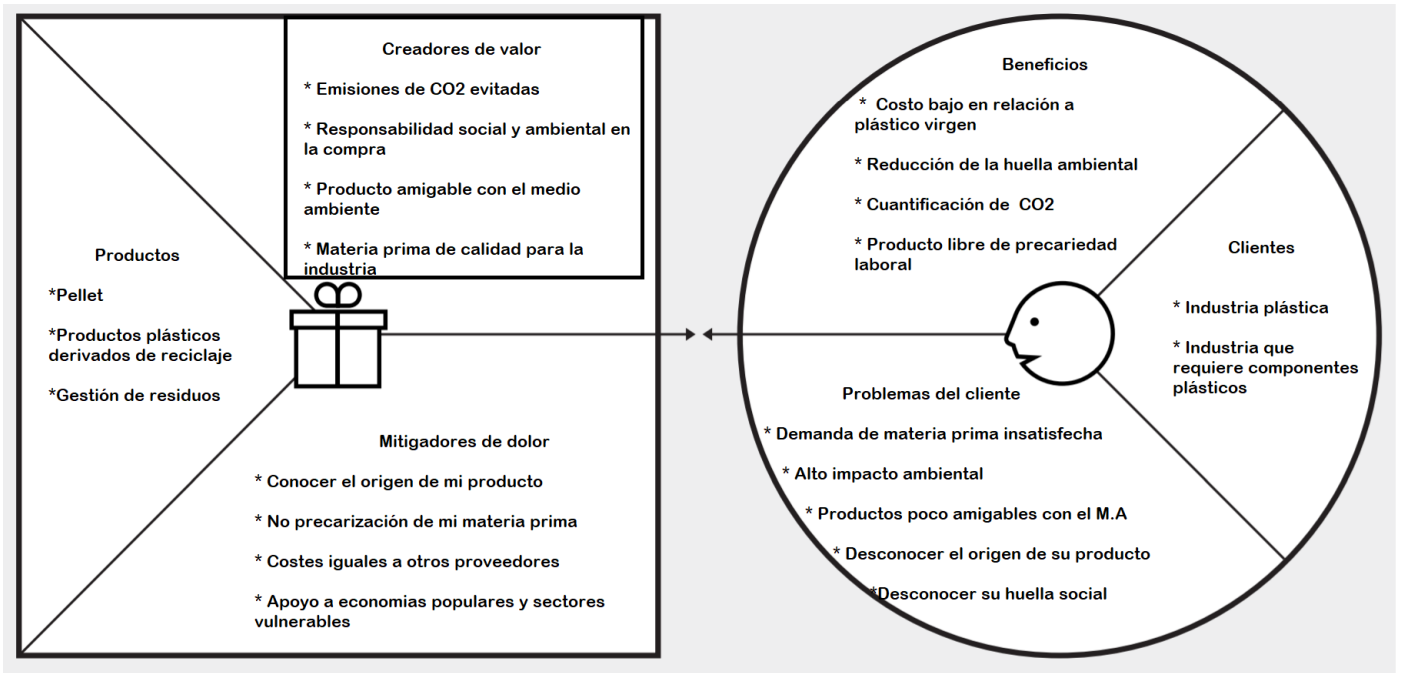 Creadores de valor
* Emisiones de CO2 evitadas
* Responsabilidad social y ambiental en
la compra
* Producto amigable con el medio
ambiente
* Materia prima de calidad para la
industria
Productos
*Pellet
*Productos plásticos
derivados de reciclaje
*Gestión de residuos
Mitigadores de dolor
* Conocer el origen de mi producto
* No precarización de mi materia prima
* Costes iguales a otros proveedores
* Apoyo a economias populares y sectores
vulnerables
Beneficios
* Costo bajo en relación a
plástico virgen
* Reducción de la huella ambiental
* Cuantificación de CO2
* Producto libre de precariedad
laboral
Clientes
* Industria plástica
* Industria que
requiere componentes
plásticos
Problemas del cliente
* Demanda de materia prima insatisfecha
* Alto impacto ambiental
* Productos poco amigables con el M.A
* Desconocer el origen de su producto
*Desconocer su huella social